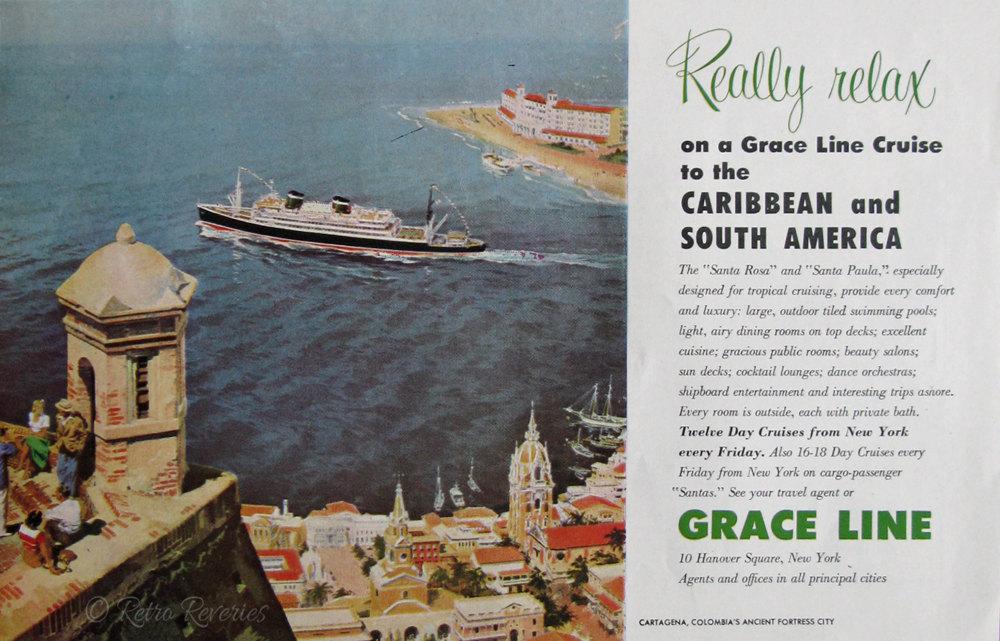 Really relax
on a Grace Line Cruise
to the
CARIBBEAN and
SOUTH AMERICA
The "Santa Rosa" and "Santa Paula," especially
designed for tropical cruising, provide every comfort
and luxury: large, outdoor tiled swimming pools;
light, airy dining rooms on top decks; excellent
cuisine; gracious public rooms; beauty salons;
sun decks; cocktail lounges; dance orchestras;
shipboard entertainment and interesting trips ashore.
Every room is outside, each with private bath.
Twelve Day Cruises from New York
every Friday. Also 16-18 Day Cruises every
Friday from New York on cargo-passenger
"Santas." See your travel agent or
GRACE LINE
10 Hanover Square, New York
Agents and offices in all principal cities
CARTAGENA, COLOMBIA'S ANCIENT FORTRESS CITY
© Retro Reveries